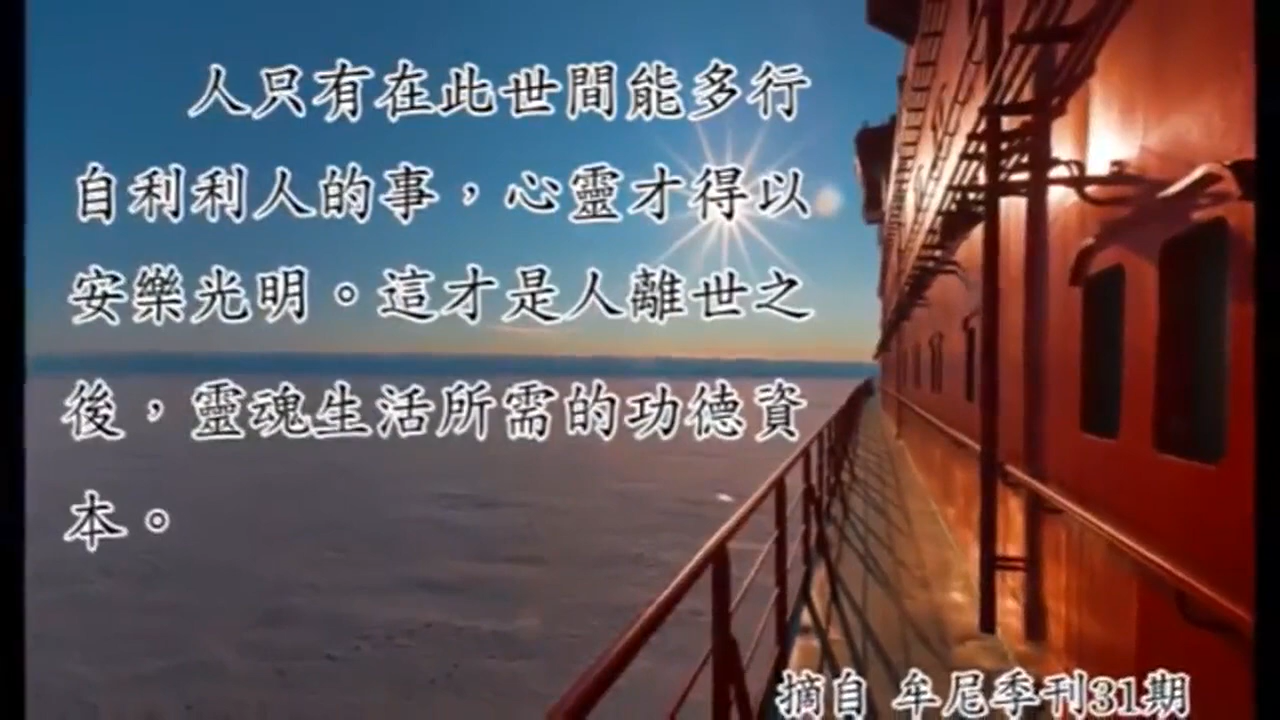 人只有在此世間能多行
自利利人的事，心靈才得以
安樂光明。這才是人離世之
後，靈魂生活所需的功德資
本。
摘自 牟尼季刊31期